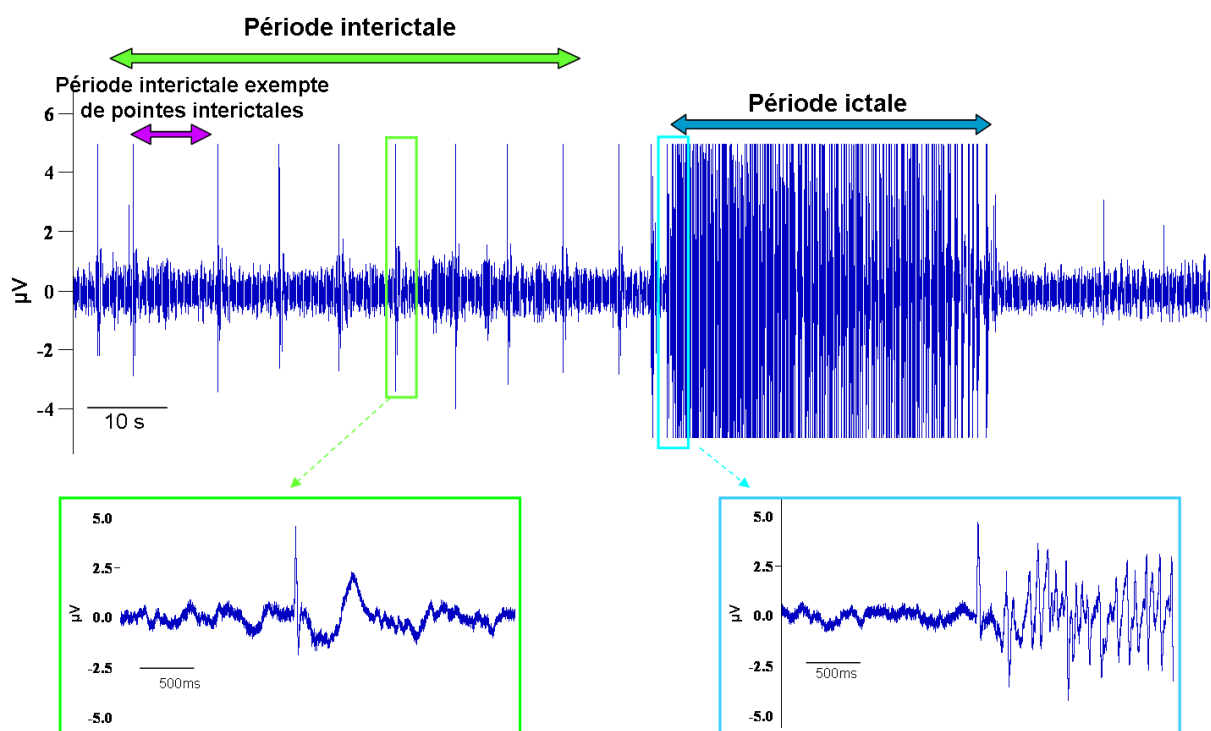 Période interictale
Période interictale exempte
de pointes interictales
Période ictale
6
4
2
0
-2
-4
µV
10 s
5.0
2.5
0.0
-2.5
-5.0
µV
500ms
5.0
2.5
0.0
-2.5
-5.0
µV
500ms